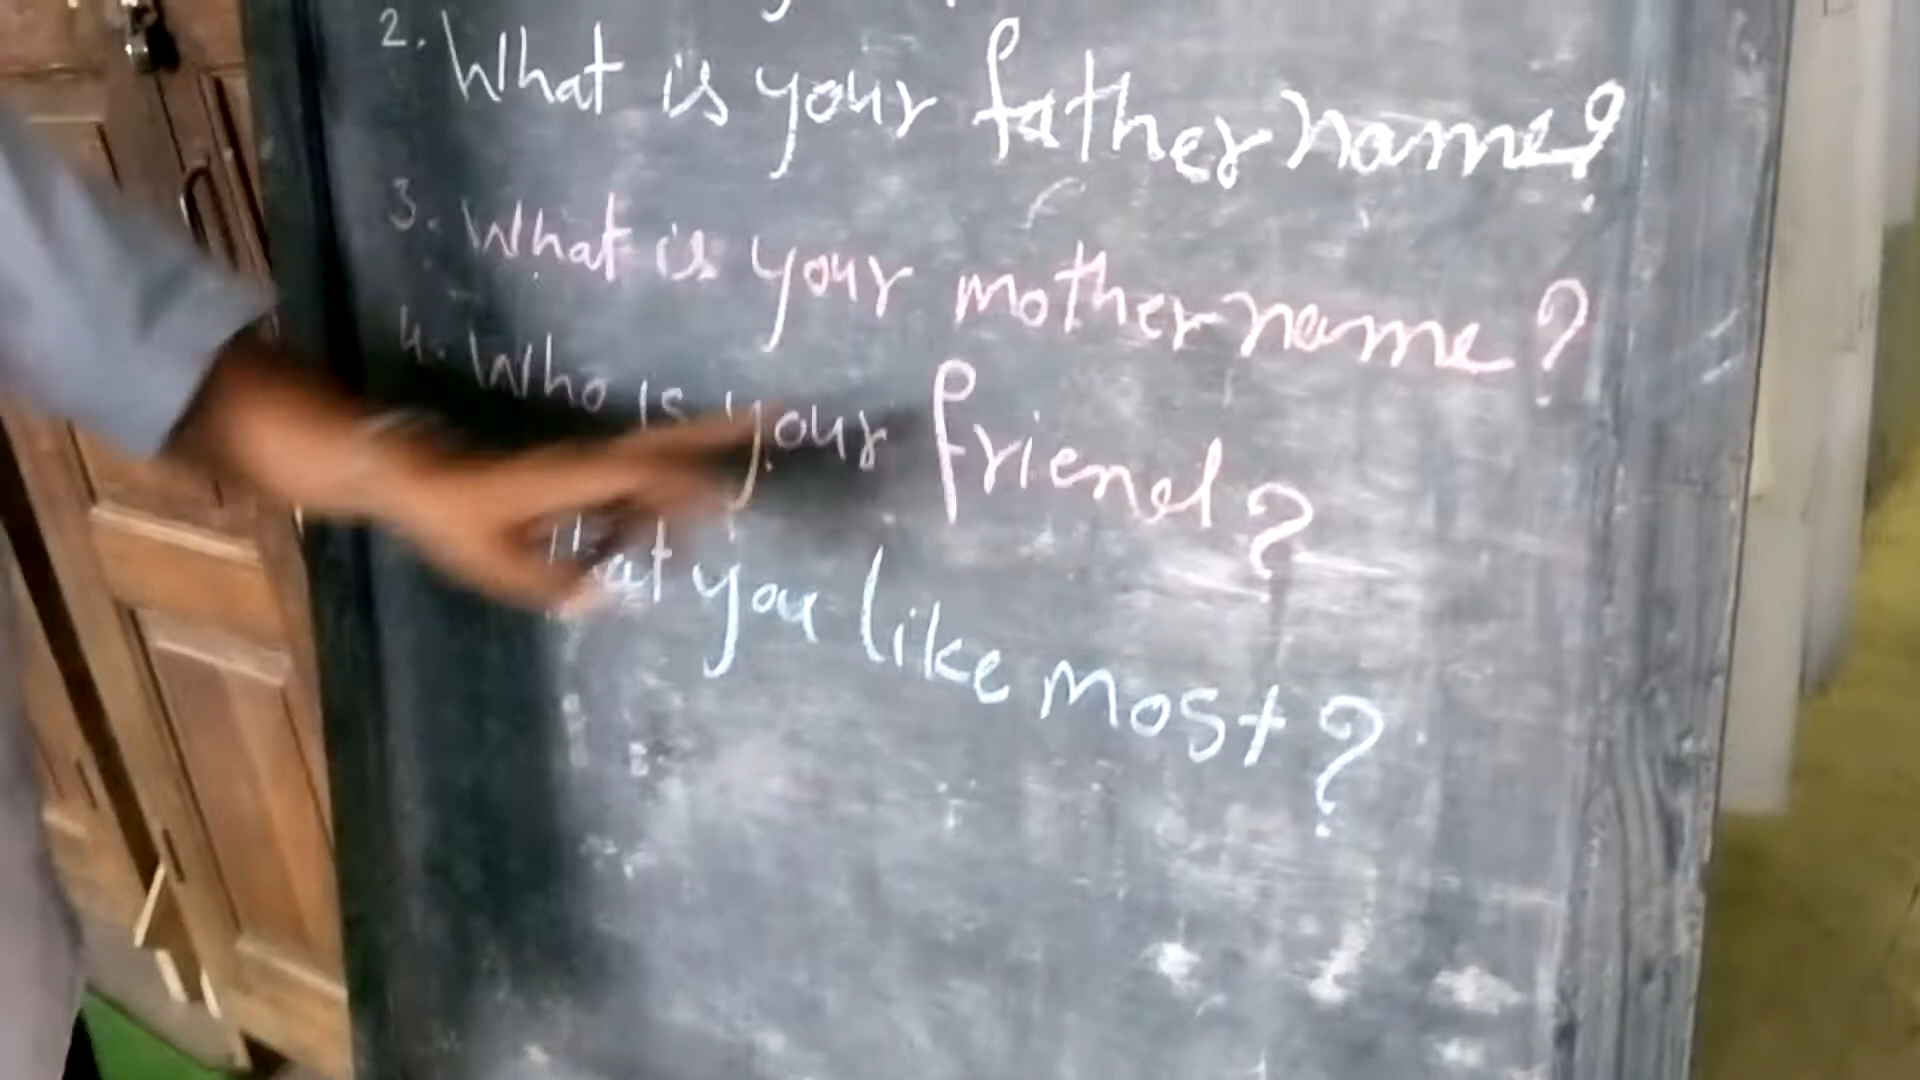 2. What is your father name?
3. What is your mother name?
4. Who is your friend?
you like most?